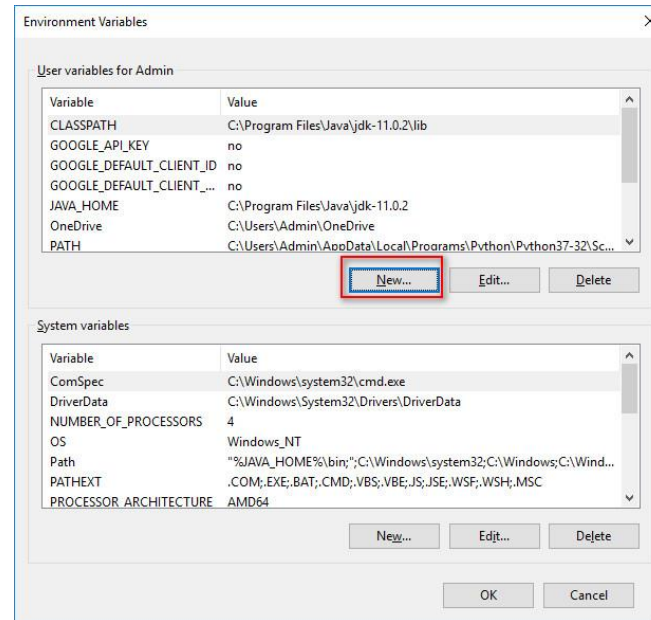 Environment Variables
User variables for Admin
Variable Value
CLASSPATH C:\Program Files\Java\jdk-11.0.2\lib
GOOGLE_API_KEY no
GOOGLE_DEFAULT_CLIENT_ID no
GOOGLE_DEFAULT_CLIENT_... no
JAVA_HOME C:\Program Files\Java\jdk-11.0.2
OneDrive C:\Users\Admin\OneDrive
PATH C:\Users\Admin\AppData\Local\Programs\Python\Python37-32\Sc...
New... Edit... Delete
System variables
Variable Value
ComSpec C:\Windows\system32\cmd.exe
DriverData C:\Windows\System32\Drivers\DriverData
NUMBER_OF_PROCESSORS 4
OS Windows_NT
Path "%JAVA_HOME%\bin;";C:\Windows\system32;C:\Windows;C:\Wind...
PATHEXT .COM;.EXE;.BAT;.CMD;.VBS;.VBE;.JS;.JSE;.WSF;.WSH;.MSC
PROCESSOR_ARCHITECTURE AMD64
New... Edit... Delete
OK Cancel